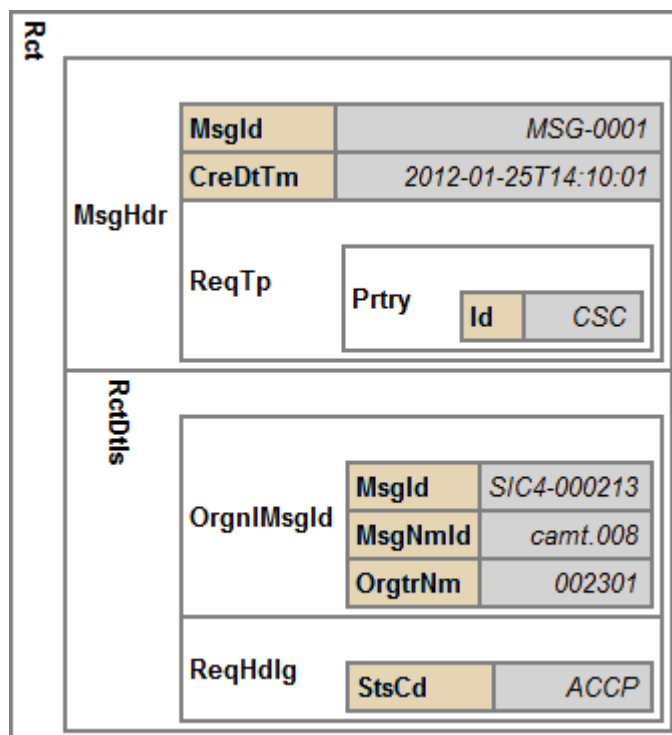 Rct
MsgHdr
MsgId MSG-0001
CreDtTm 2012-01-25T14:10:01
ReqTp
Prtry
Id CSC
RctDtls
OrgnlMsgId
MsgId SIC4-000213
MsgNmId camt.008
OrgtrNm 002301
ReqHdlg
StsCd ACCP